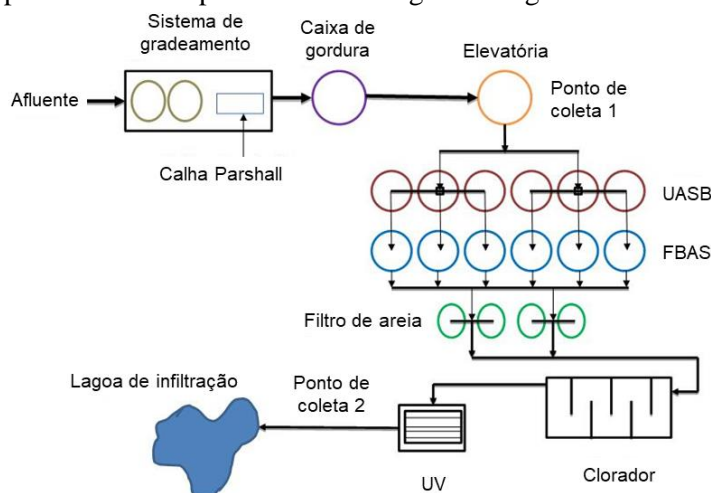 Sistema de
gradeamento
Caixa de
gordura
Elevatória
Afluente
Ponto de
coleta 1
Calha Parshall
UASB
FBAS
Filtro de areia
Lagoa de infiltração
Ponto de
coleta 2
UV
Clorador